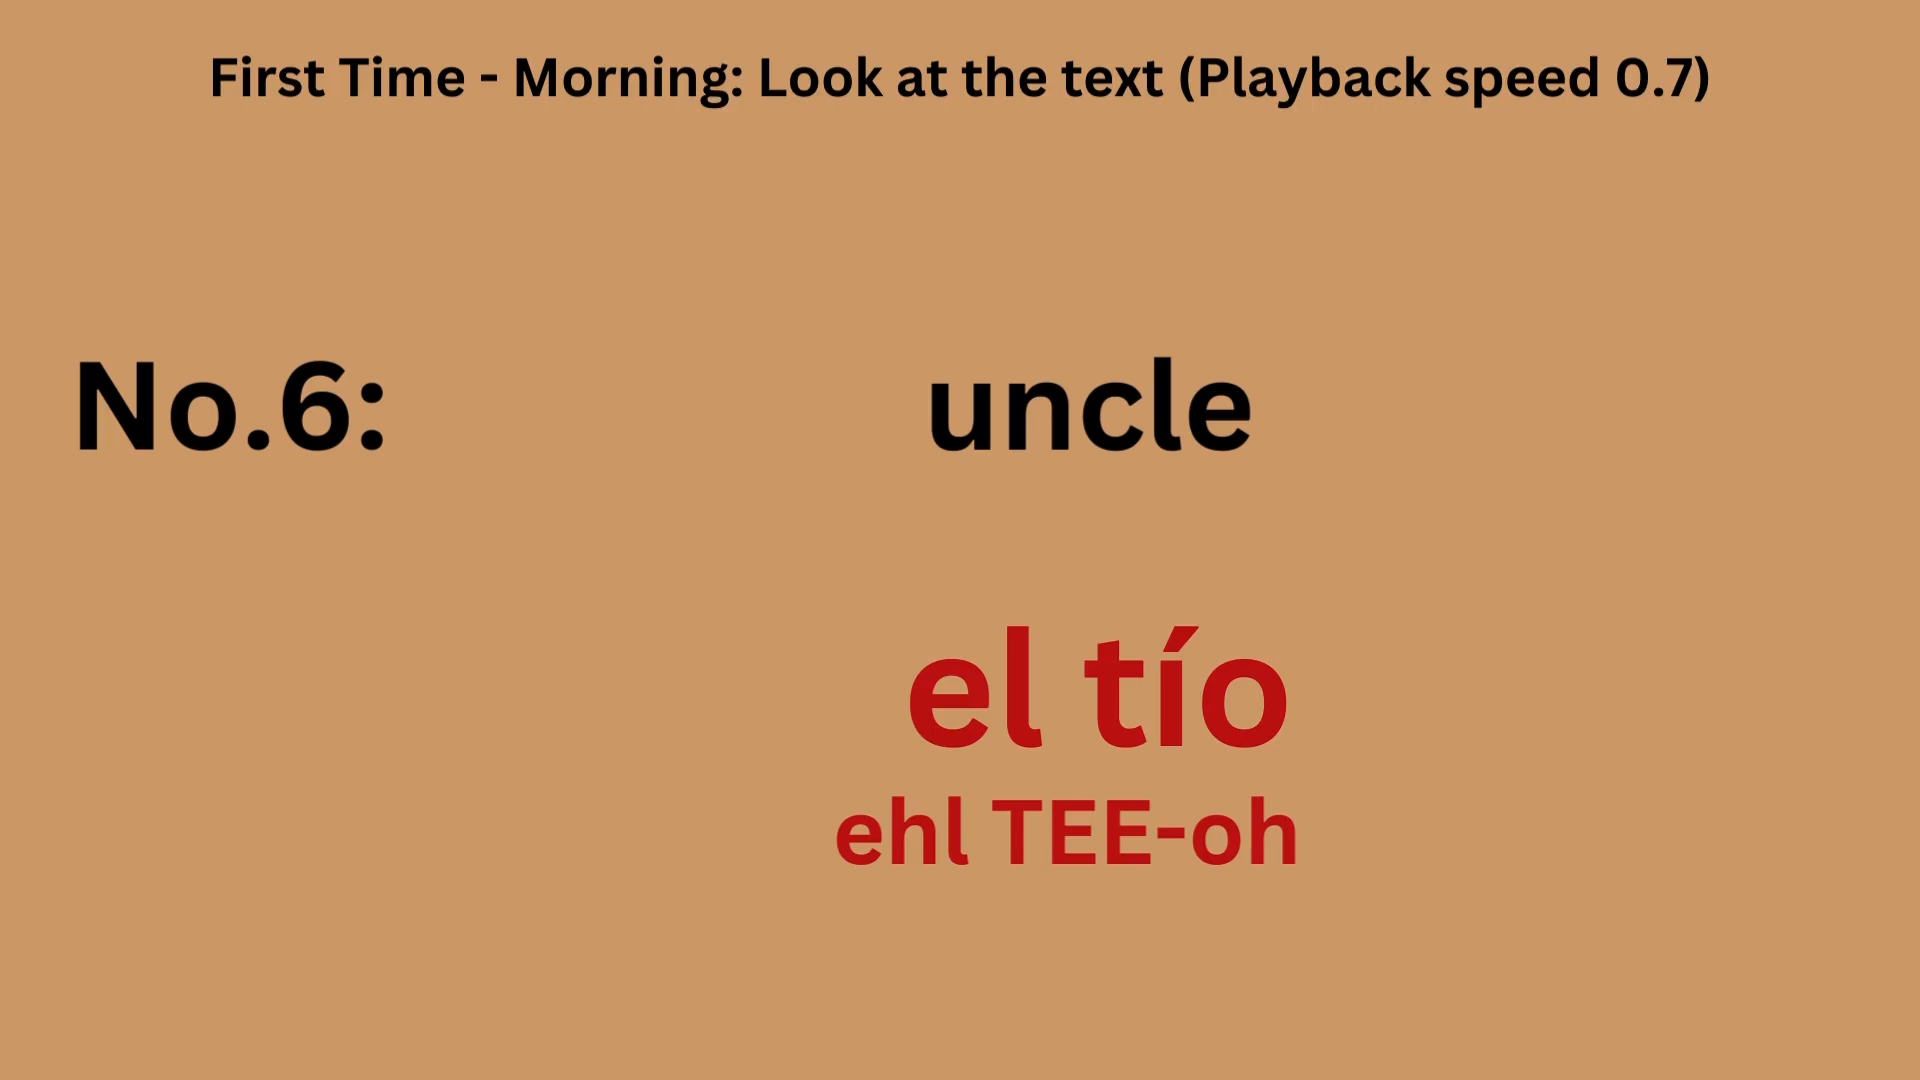 First Time - Morning: Look at the text (Playback speed 0.7)
No.6: uncle
el tío
ehl TEE-oh